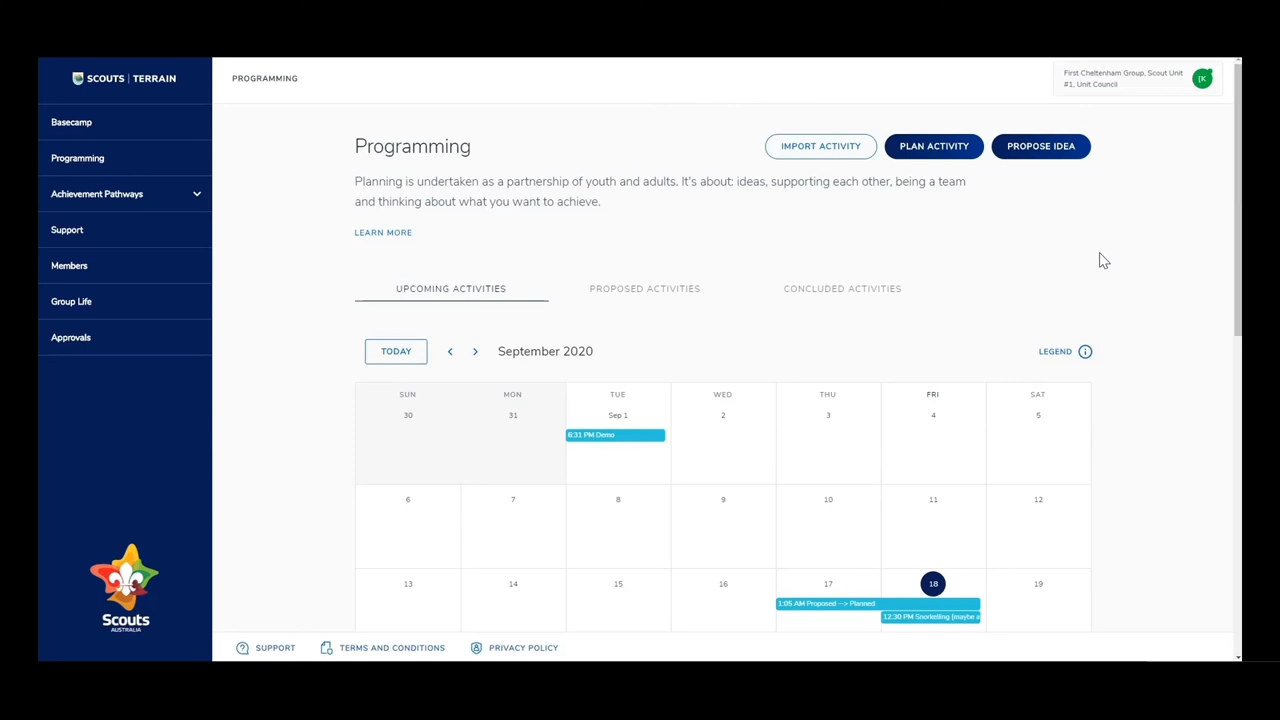 SCOUTS | TERRAIN
PROGRAMMING
First Cheltenham Group, Scout Unit
#1, Unit Council
[K
Basecamp
Programming
Achievement Pathways
Support
Members
Group Life
Approvals
Scouts
AUSTRALIA
Programming
IMPORT ACTIVITY
PLAN ACTIVITY
PROPOSE IDEA
Planning is undertaken as a partnership of youth and adults. It's about: ideas, supporting each other, being a team
and thinking about what you want to achieve.
LEARN MORE
UPCOMING ACTIVITIES
PROPOSED ACTIVITIES
CONCLUDED ACTIVITIES
TODAY
September 2020
LEGEND
SUN MON TUE WED THU FRI SAT
30 31 Sep 1 2 3 4 5
6:31 PM Demo
6 7 8 9 10 11 12
13 14 15 16 17 18 19
1:05 AM Proposed --> Planned
12:30 PM Snorkelling [maybe a
SUPPORT
TERMS AND CONDITIONS
PRIVACY POLICY